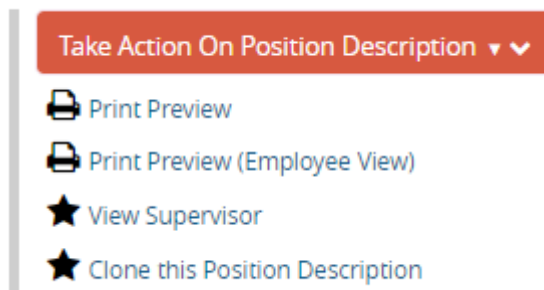 Take Action On Position Description
Print Preview
Print Preview (Employee View)
View Supervisor
Clone this Position Description